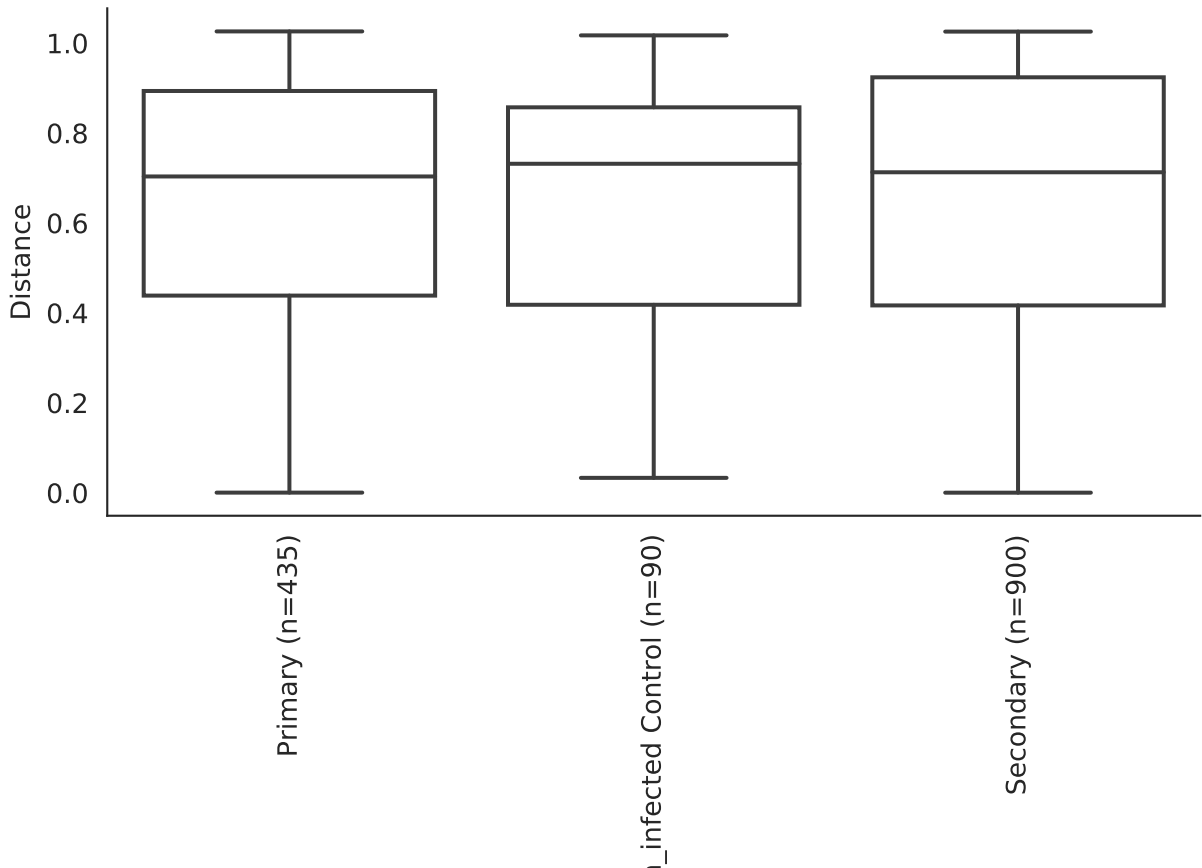 Distance
1.0
0.8
0.6
0.4
0.2
0.0
Primary (n=435)
_infected Control (n=90)
Secondary (n=900)